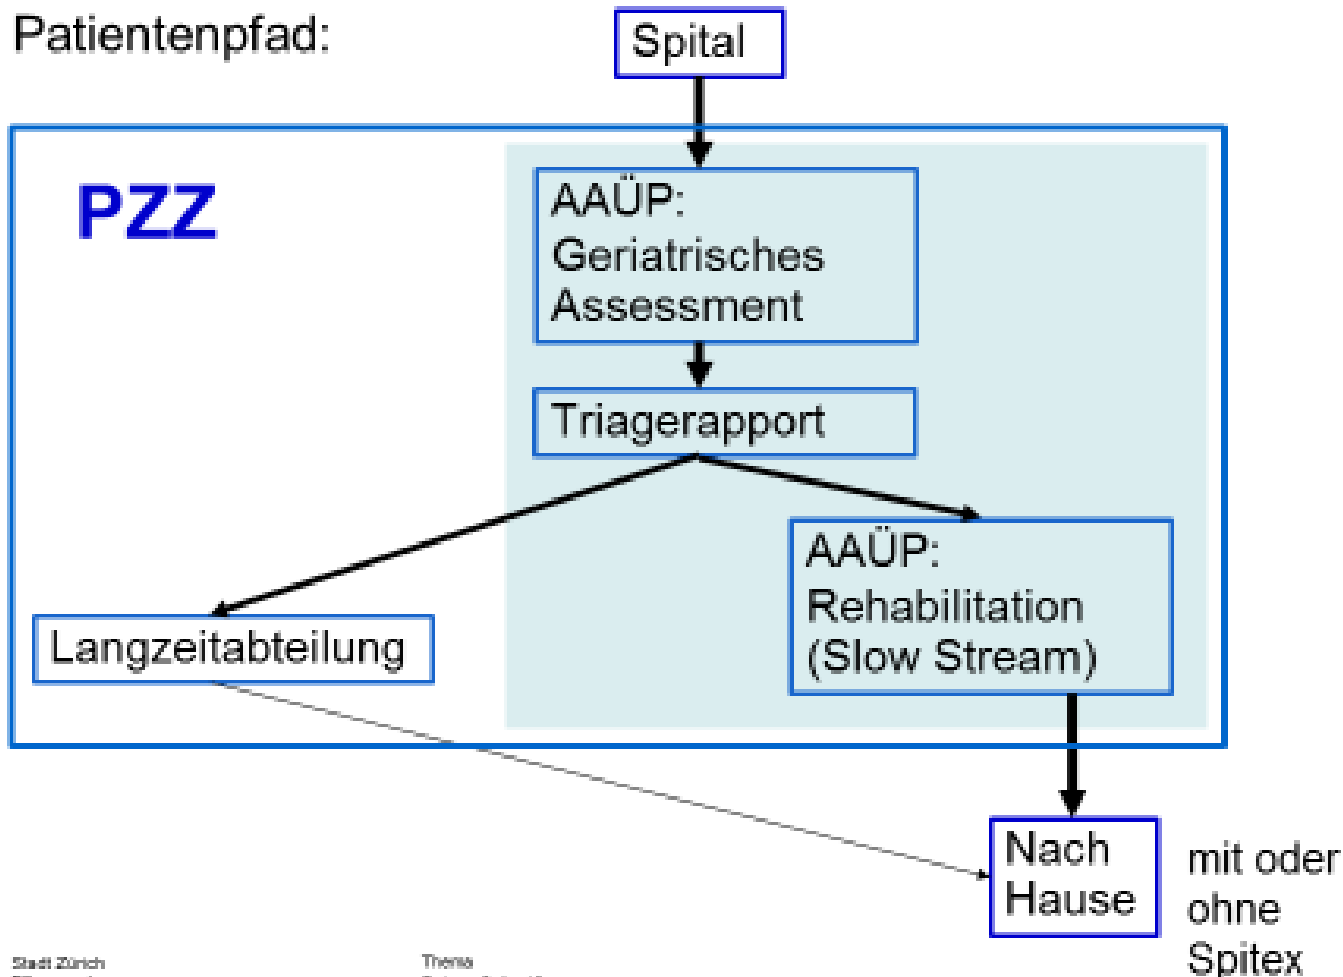 Patientenpfad:
Spital
PZZ
AAÜP:
Geriatrisches
Assessment
Triagerapport
AAÜP:
Rehabilitation
(Slow Stream)
Langzeitabteilung
Nach
Hause
mit oder
ohne
Spitex
Stadt Zürich
Thema